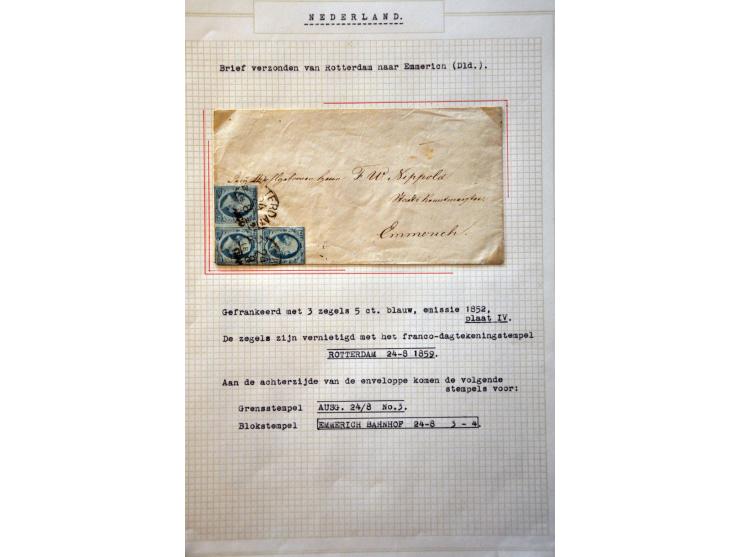 NEDERLAND.
Brief verzonden van Rotterdam naar Emmerich (Dld.).
F W Nippold
Emmerich.
TERDAM
Gefrankeerd met 3 zegels 5 ct. blauw, emissie 1852,
plaat IV.
De zegels zijn vernietigd met het franco-dagtekeningstempel
ROTTERDAM 24-8 1859.
Aan de achterzijde van de enveloppe komen de volgende
stempels voor:
Grensstempel AUSG. 24/8 No.3.
Blokstempel EMMERICH BAHNHOF 24-8 3 - 4.